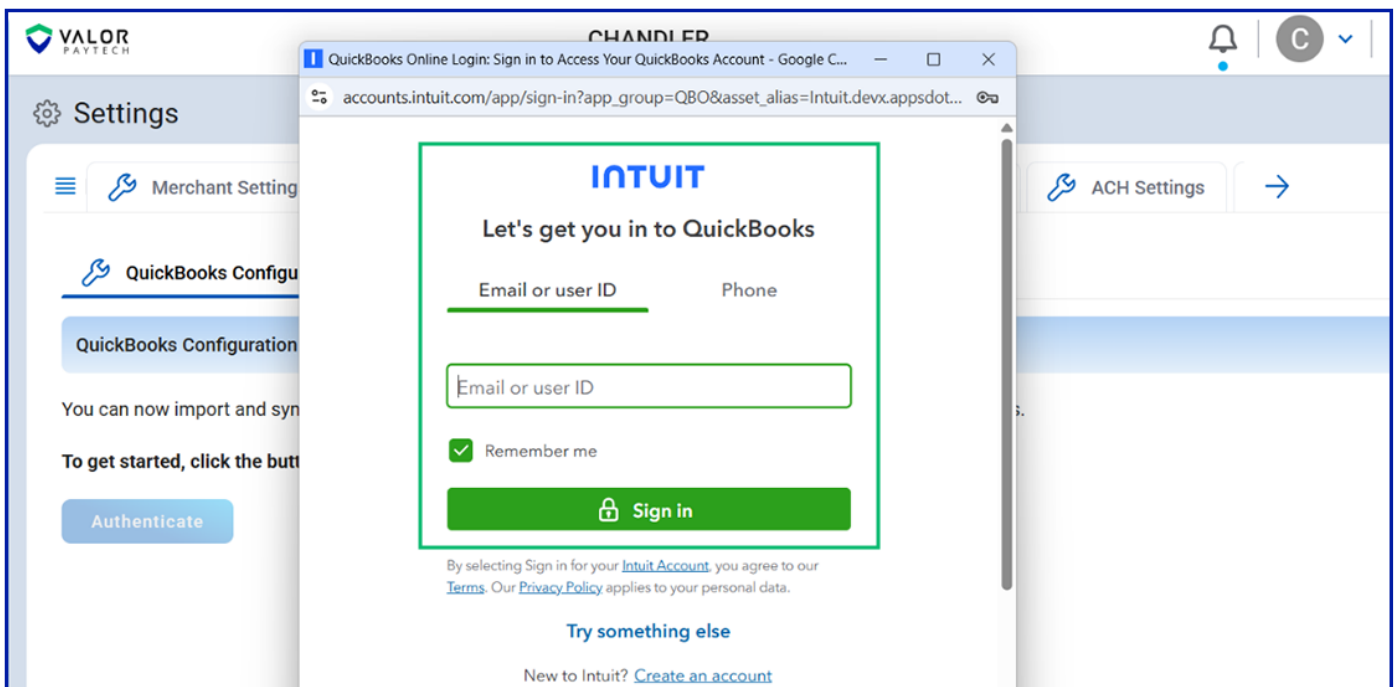 VALOR
PAYTECH
CHANDLER
C
QuickBooks Online Login: Sign in to Access Your QuickBooks Account - Google C...
accounts.intuit.com/app/sign-in?app_group=QBO&asset_alias=Intuit.devx.appsdot...
Settings
Merchant Setting
ACH Settings
QuickBooks Configu
QuickBooks Configuration
You can now import and syn
s.
To get started, click the butt
Authenticate
INTUIT
Let's get you in to QuickBooks
Email or user ID Phone
Email or user ID
Remember me
Sign in
By selecting Sign in for your Intuit Account, you agree to our
Terms. Our Privacy Policy applies to your personal data.
Try something else
New to Intuit? Create an account